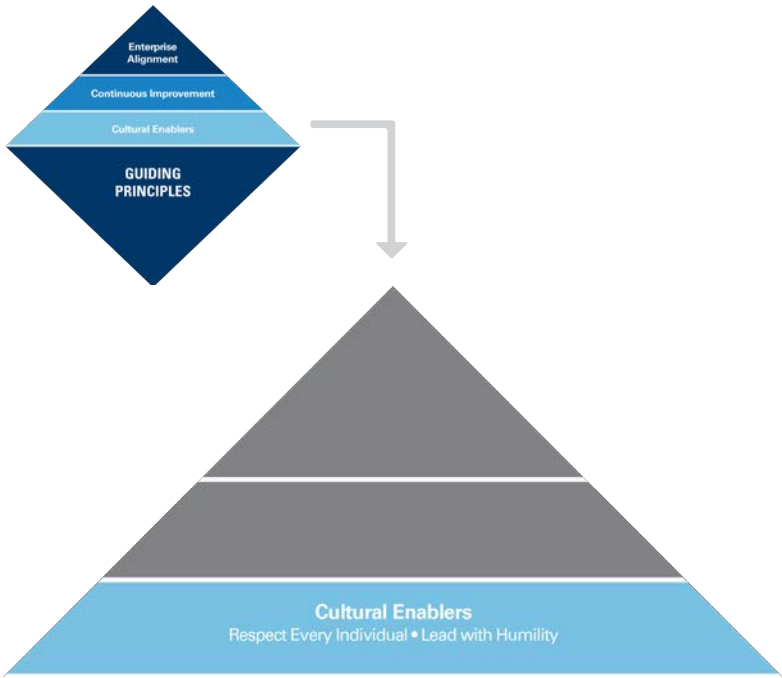 Enterprise
Alignment
Continuous Improvement
Cultural Enablers
GUIDING
PRINCIPLES
Cultural Enablers
Respect Every Individual • Lead with Humility